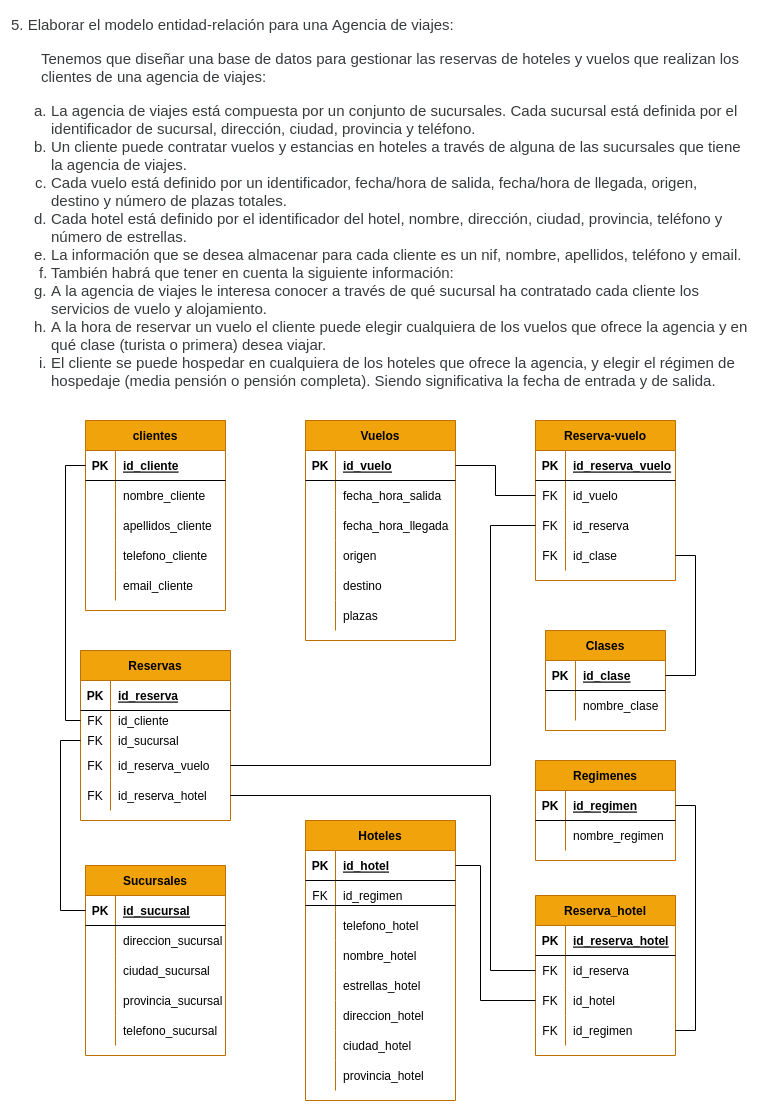 5. Elaborar el modelo entidad-relación para una Agencia de viajes:
Tenemos que diseñar una base de datos para gestionar las reservas de hoteles y vuelos que realizan los
clientes de una agencia de viajes:
a. La agencia de viajes está compuesta por un conjunto de sucursales. Cada sucursal está definida por el
identificador de sucursal, dirección, ciudad, provincia y teléfono.
b. Un cliente puede contratar vuelos y estancias en hoteles a través de alguna de las sucursales que tiene
la agencia de viajes.
c. Cada vuelo está definido por un identificador, fecha/hora de salida, fecha/hora de llegada, origen,
destino y número de plazas totales.
d. Cada hotel está definido por el identificador del hotel, nombre, dirección, ciudad, provincia, teléfono y
número de estrellas.
e. La información que se desea almacenar para cada cliente es un nif, nombre, apellidos, teléfono y email.
f. También habrá que tener en cuenta la siguiente información:
g. A la agencia de viajes le interesa conocer a través de qué sucursal ha contratado cada cliente los
servicios de vuelo y alojamiento.
h. A la hora de reservar un vuelo el cliente puede elegir cualquiera de los vuelos que ofrece la agencia y en
qué clase (turista o primera) desea viajar.
i. El cliente se puede hospedar en cualquiera de los hoteles que ofrece la agencia, y elegir el régimen de
hospedaje (media pensión o pensión completa). Siendo significativa la fecha de entrada y de salida.
clientes
PK id_cliente
nombre_cliente
apellidos_cliente
telefono_cliente
email_cliente
Vuelos
PK id_vuelo
fecha_hora_salida
fecha_hora_llegada
origen
destino
plazas
Reserva-vuelo
PK id_reserva_vuelo
FK id_vuelo
FK id_reserva
FK id_clase
Clases
PK id_clase
nombre_clase
Reservas
PK id_reserva
FK id_cliente
FK id_sucursal
FK id_reserva_vuelo
FK id_reserva_hotel
Regimenes
PK id_regimen
nombre_regimen
Sucursales
PK id_sucursal
direccion_sucursal
ciudad_sucursal
provincia_sucursal
telefono_sucursal
Hoteles
PK id_hotel
FK id_regimen
telefono_hotel
nombre_hotel
estrellas_hotel
direccion_hotel
ciudad_hotel
provincia_hotel
Reserva_hotel
PK id_reserva_hotel
FK id_reserva
FK id_hotel
FK id_regimen